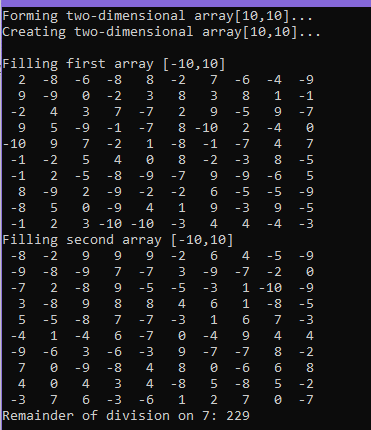 Forming two-dimensional array[10,10]...
Creating two-dimensional array[10,10]...
Filling first array [-10,10]
2 -8 -6 -8 8 -2 7 -6 -4 -9
9 -9 0 -2 3 8 3 8 1 -1
-2 4 3 7 -7 2 9 -5 9 -7
9 5 -9 -1 -7 8 -10 2 -4 0
-10 9 7 -2 1 -8 -1 -7 4 7
-1 -2 5 4 0 8 -2 -3 8 -5
-1 2 -5 -8 -9 -7 9 -9 -6 5
8 -9 2 -9 -2 -2 6 -5 -5 -9
-8 5 0 -9 4 1 9 -3 9 -5
-1 2 3 -10 -10 -3 4 4 -4 -3
Filling second array [-10,10]
-8 -2 9 9 9 -2 6 4 -5 -9
-9 -8 -9 7 -7 3 -9 -7 -2 0
-7 2 -8 9 -5 -5 -3 1 -10 -9
3 -8 9 8 8 4 6 1 -8 -5
5 -5 -8 7 -7 -3 1 6 7 -3
-4 1 -4 6 -7 0 -4 9 4 4
-9 -6 3 -6 -3 9 -7 -7 8 -2
7 0 -9 -8 4 8 0 -6 6 8
4 0 4 3 4 -8 5 -8 5 -2
-3 7 6 -3 -6 1 2 7 0 -7
Remainder of division on 7: 229